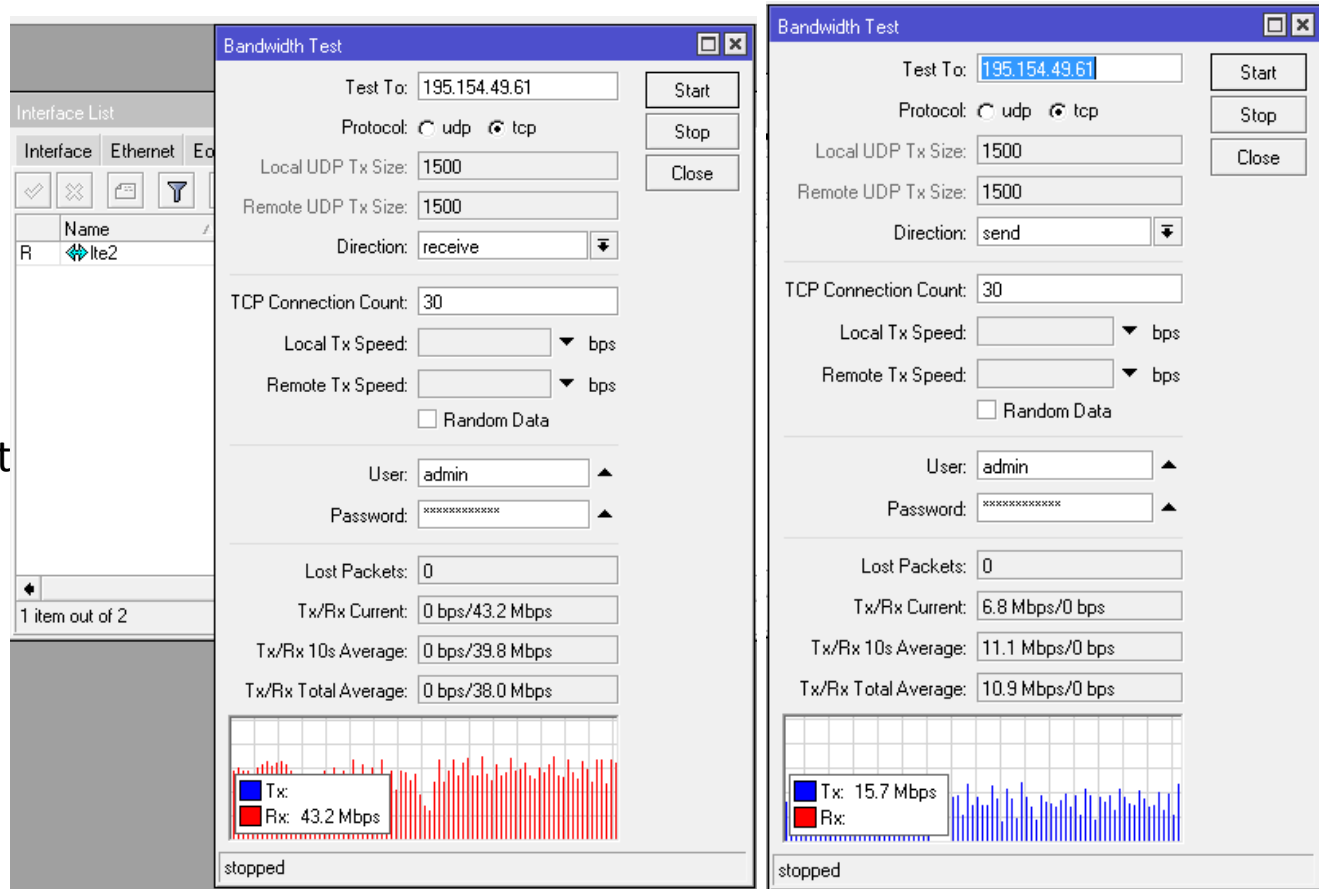 Interface List
Interface Ethernet Eo
Name
R lte2
1 item out of 2
t
Bandwidth Test
Test To: 195.154.49.61 Start
Protocol: udp tcp Stop
Local UDP Tx Size: 1500 Close
Remote UDP Tx Size: 1500
Direction: receive
TCP Connection Count: 30
Local Tx Speed: bps
Remote Tx Speed: bps
Random Data
User: admin
Password: ************
Lost Packets: 0
Tx/Rx Current: 0 bps/43.2 Mbps
Tx/Rx 10s Average: 0 bps/39.8 Mbps
Tx/Rx Total Average: 0 bps/38.0 Mbps
Tx:
Rx: 43.2 Mbps
stopped
Bandwidth Test
Test To: 195.154.49.61 Start
Protocol: udp tcp Stop
Local UDP Tx Size: 1500 Close
Remote UDP Tx Size: 1500
Direction: send
TCP Connection Count: 30
Local Tx Speed: bps
Remote Tx Speed: bps
Random Data
User: admin
Password: ************
Lost Packets: 0
Tx/Rx Current: 6.8 Mbps/0 bps
Tx/Rx 10s Average: 11.1 Mbps/0 bps
Tx/Rx Total Average: 10.9 Mbps/0 bps
Tx: 15.7 Mbps
Rx:
stopped